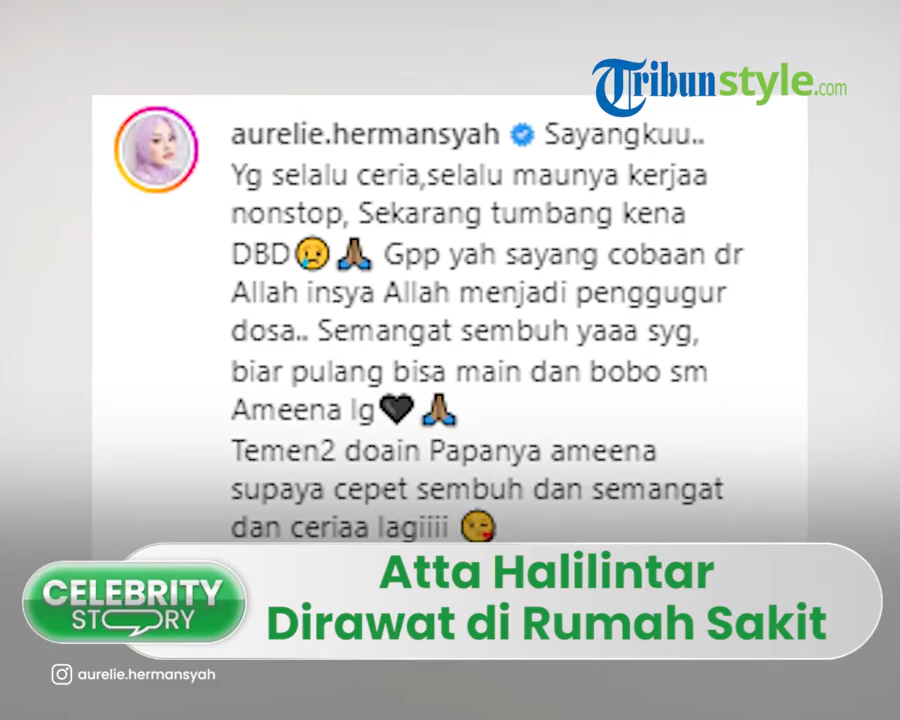 Tribunstyle.com
aurelie.hermansyah Sayangkuu..
Yg selalu ceria,selalu maunya kerjaa
nonstop, Sekarang tumbang kena
DBD😢🙏🏾 Gpp yah sayang cobaan dr
Allah insya Allah menjadi penggugur
dosa.. Semangat sembuh yaaa syg,
biar pulang bisa main dan bobo sm
Ameena lg🖤🙏🏾
Temen2 doain Papanya ameena
supaya cepet sembuh dan semangat
dan ceriaa lagiiii 😘
Atta Halilintar
Dirawat di Rumah Sakit
CELEBRITY
STORY
aurelie.hermansyah